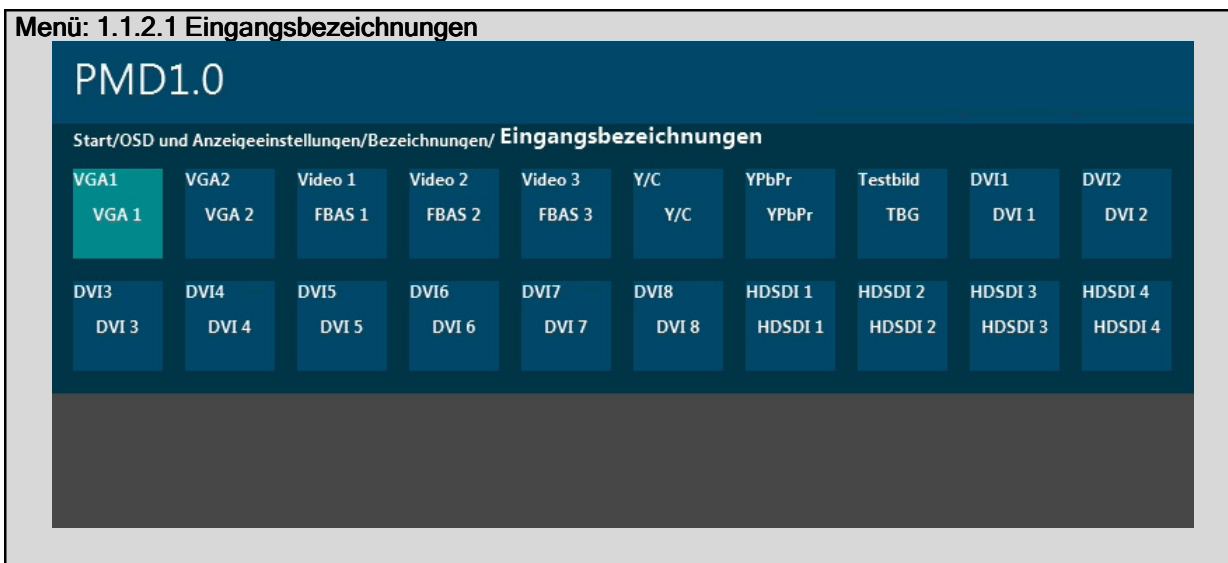 Menü: 1.1.2.1 Eingangsbezeichnungen
PMD1.0
Start/OSD und Anzeigeeinstellungen/Bezeichnungen/ Eingangsbezeichnungen
VGA1 VGA2 Video 1 Video 2 Video 3 Y/C YPbPr Testbild DVI1 DVI2
VGA 1 VGA 2 FBAS 1 FBAS 2 FBAS 3 Y/C YPbPr TBG DVI 1 DVI 2
DVI3 DVI4 DVI5 DVI6 DVI7 DVI8 HDSDI 1 HDSDI 2 HDSDI 3 HDSDI 4
DVI 3 DVI 4 DVI 5 DVI 6 DVI 7 DVI 8 HDSDI 1 HDSDI 2 HDSDI 3 HDSDI 4